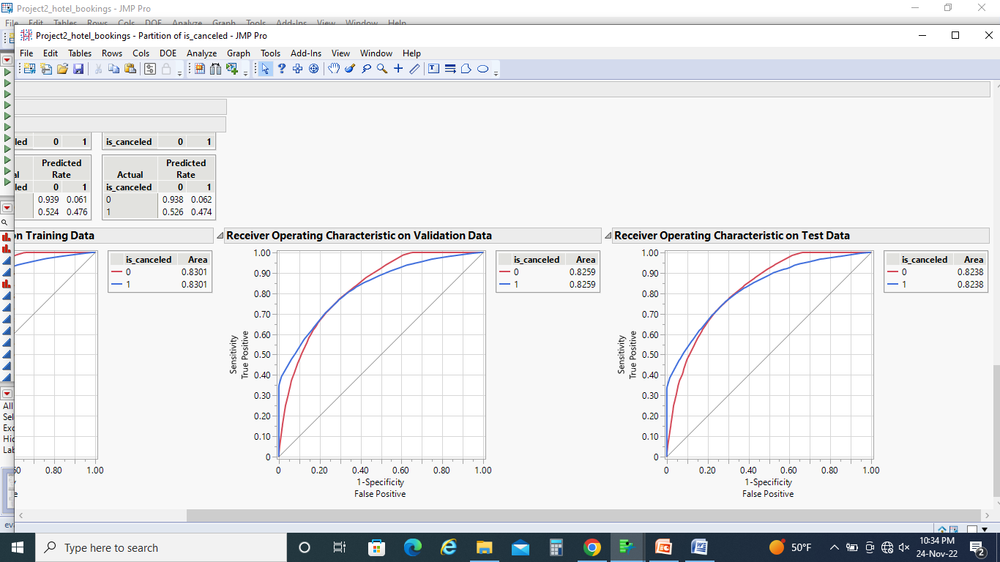 Project2_hotel_bookings - JMP Pro
File Edit Tables Rows Cols DOE Analyze Graph Tools Add-Ins View Window Help
Project2_hotel_bookings - Partition of is_canceled - JMP Pro
File Edit Tables Rows Cols DOE Analyze Graph Tools Add-Ins View Window Help
led 0 1 is_canceled 0 1
Predicted Predicted
al Rate Actual Rate
led 0 1 is_canceled 0 1
0.939 0.061 0 0.938 0.062
0.524 0.476 1 0.526 0.474
on Training Data
is_canceled Area
0 0.8301
1 0.8301
0.80 1.00
Receiver Operating Characteristic on Validation Data
Sensitivity
True Positive
1.00
0.90
0.80
0.70
0.60
0.50
0.40
0.30
0.20
0.10
0
0 0.20 0.40 0.60 0.80 1.00
1-Specificity
False Positive
is_canceled Area
0 0.8259
1 0.8259
Receiver Operating Characteristic on Test Data
Sensitivity
True Positive
1.00
0.90
0.80
0.70
0.60
0.50
0.40
0.30
0.20
0.10
0
0 0.20 0.40 0.60 0.80 1.00
1-Specificity
False Positive
is_canceled Area
0 0.8238
1 0.8238
All
Sel
Exc
Hid
Lab
eva
Type here to search
50°F
10:34 PM
24-Nov-22
2